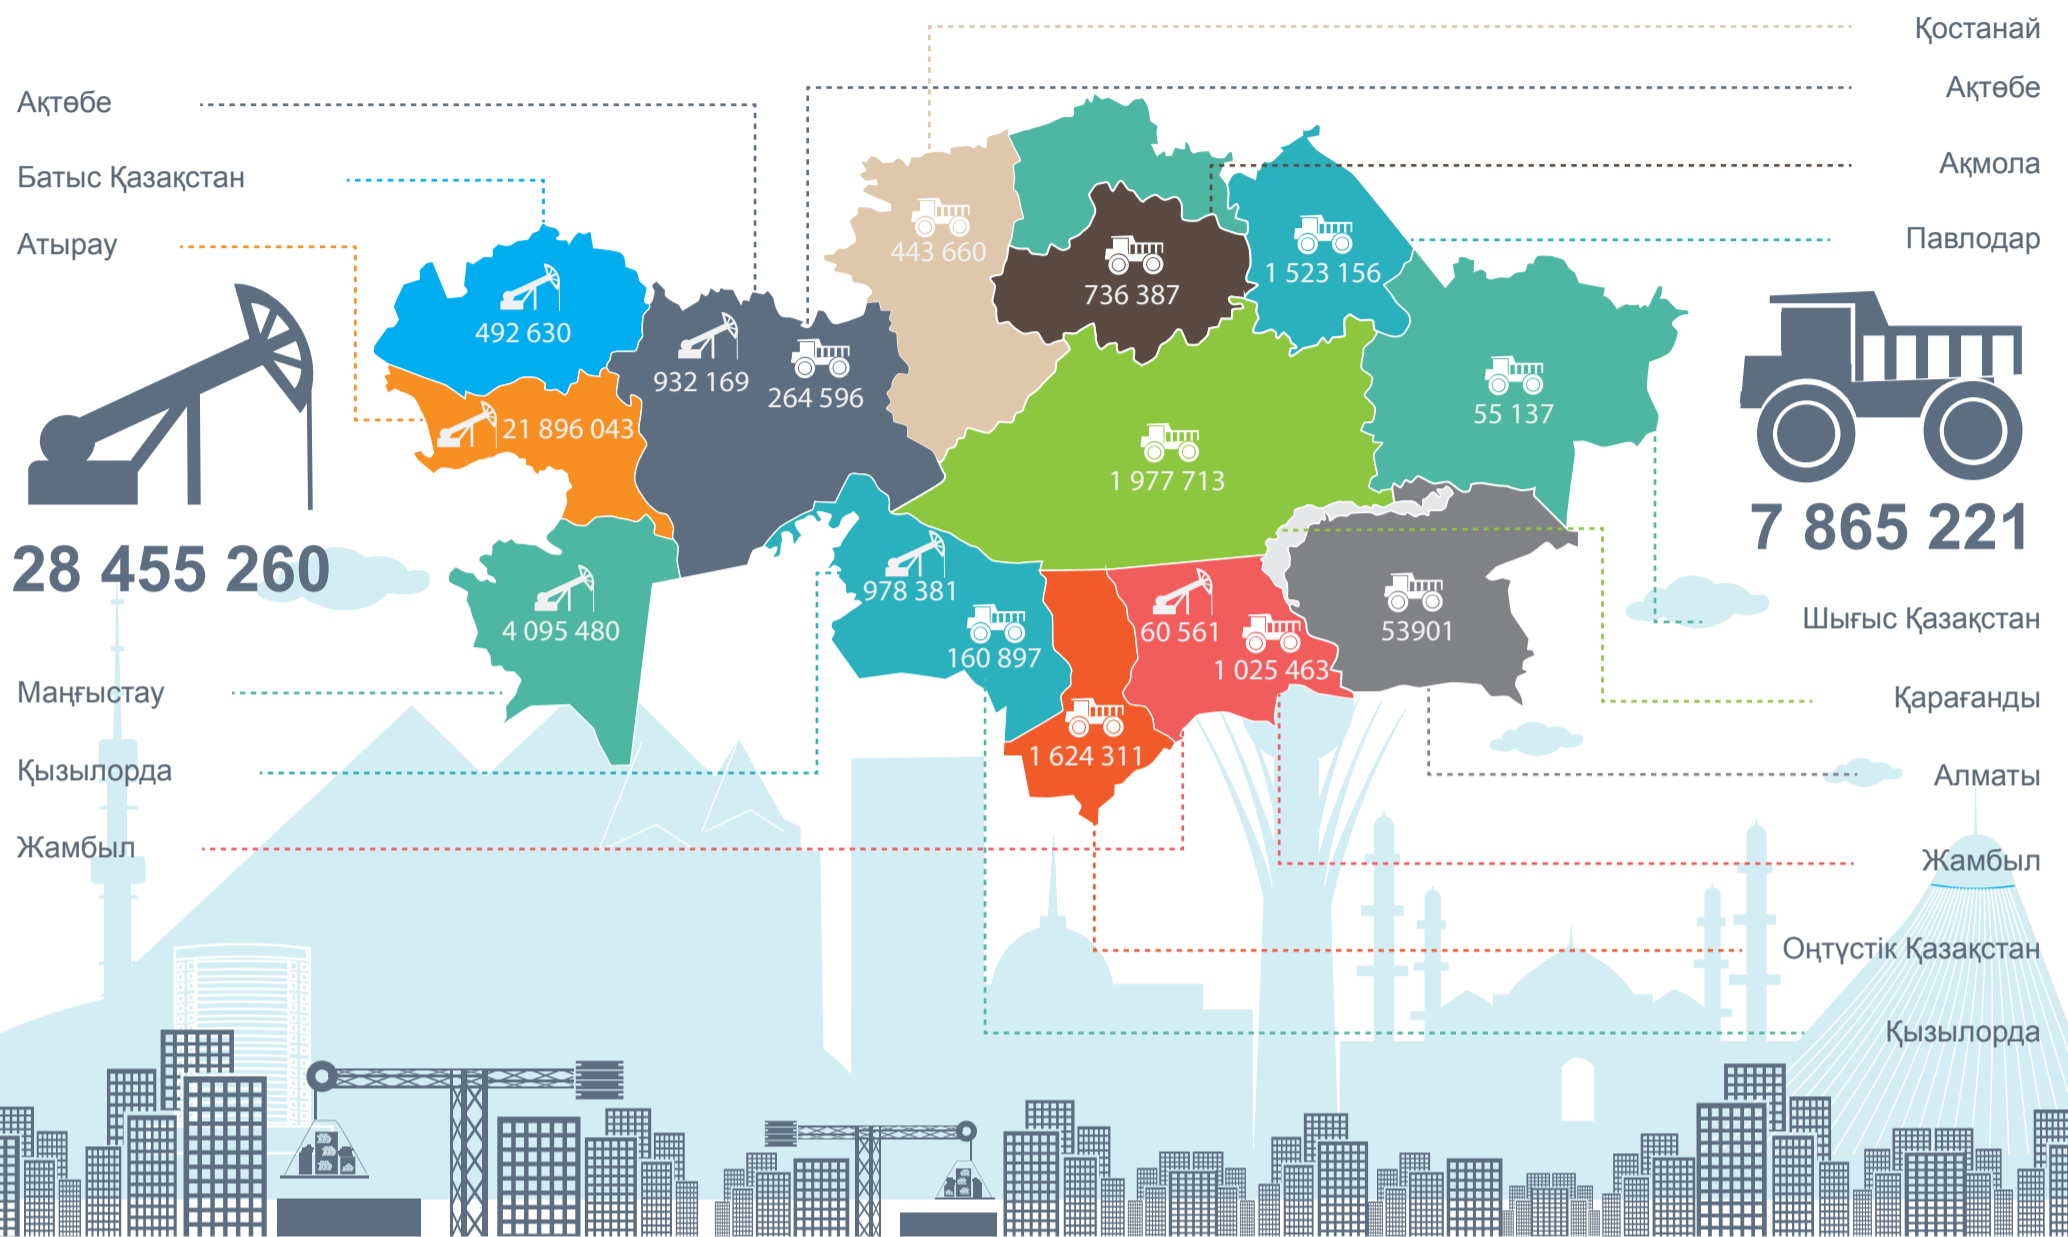 Қостанай
Ақтөбе
Ақтөбе
Ақмола
Батыс Қазақстан
Атырау
Павлодар
443 660
1 523 156
736 387
492 630
932 169
264 596
55 137
21 896 043
1 977 713
7 865 221
28 455 260
978 381
4 095 480
60 561
53901
160 897
1 025 463
Шығыс Қазақстан
Маңғыстау
Қарағанды
1 624 311
Қызылорда
Алматы
Жамбыл
Жамбыл
Оңтүстік Қазақстан
Қызылорда